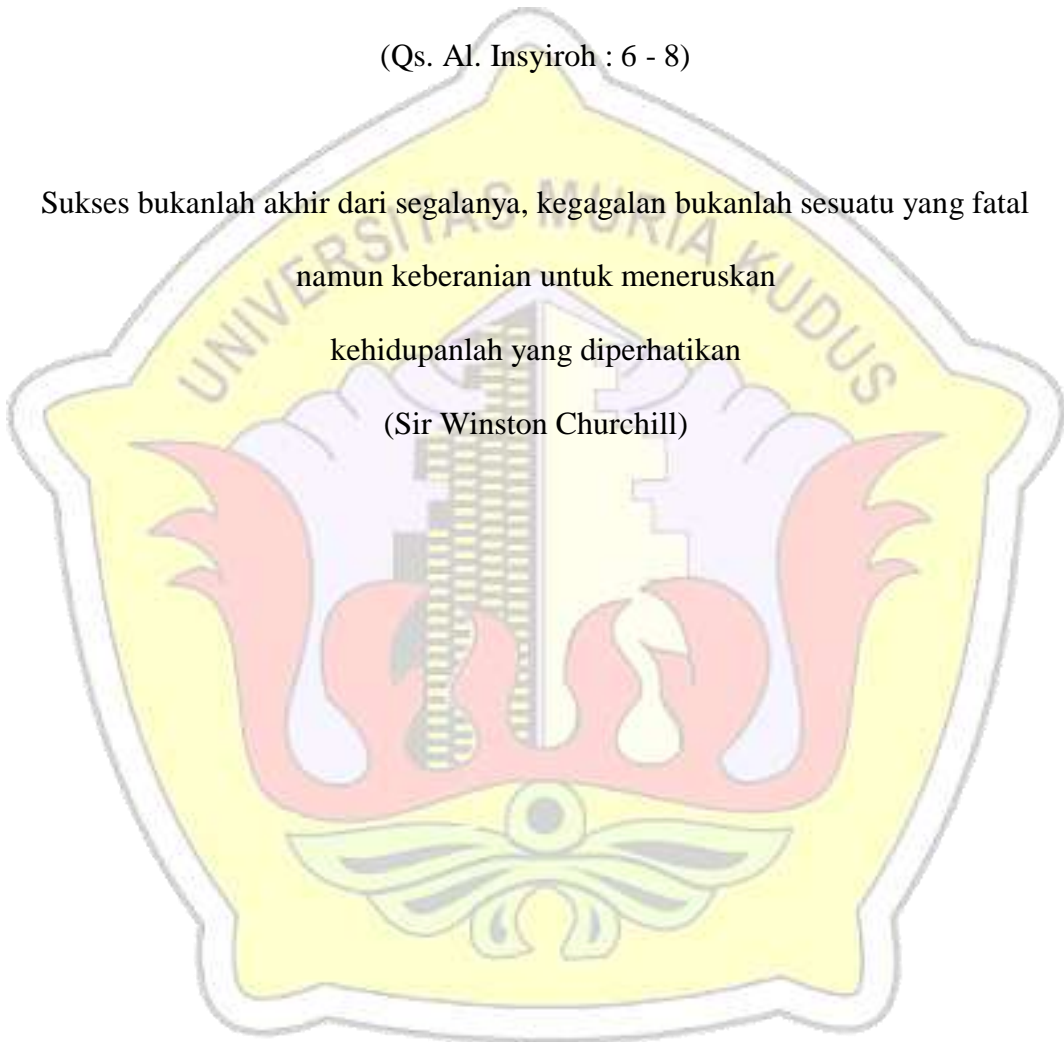 (Qs. Al. Insyiroh : 6 - 8)
Sukses bukanlah akhir dari segalanya, kegagalan bukanlah sesuatu yang fatal
namun keberanian untuk meneruskan
kehidupanlah yang diperhatikan
(Sir Winston Churchill)
UNIVERSITAS MURIA KUDUS